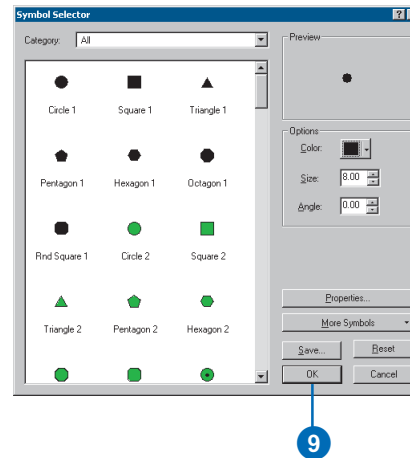 Symbol Selector
Category: All
Preview
Circle 1 Square 1 Triangle 1
Options
Color:
Pentagon 1 Hexagon 1 Octagon 1
Size: 8.00
Angle: 0.00
Rnd Square 1 Circle 2 Square 2
Properties...
Triangle 2 Pentagon 2 Hexagon 2
More Symbols
Save... Reset
OK Cancel
9